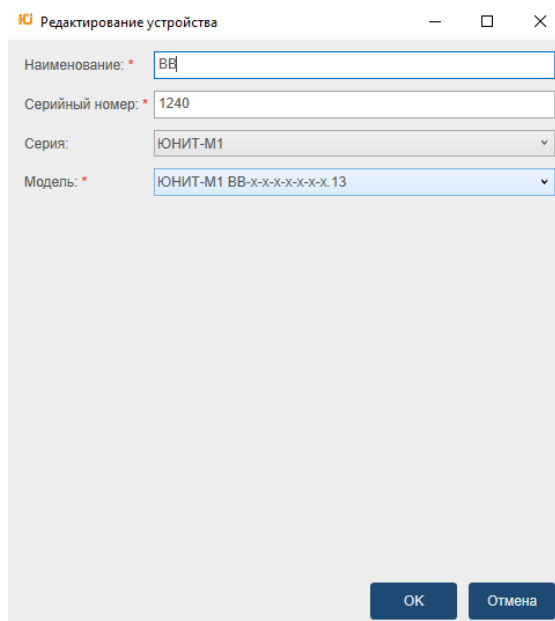 Ю Редактирование устройства
Наименование: * ВВ
Серийный номер: * 1240
Серия: ЮНИТ-М1
Модель: * ЮНИТ-М1 ВВ-x-x-x-x-x-x-x.13
OK Отмена